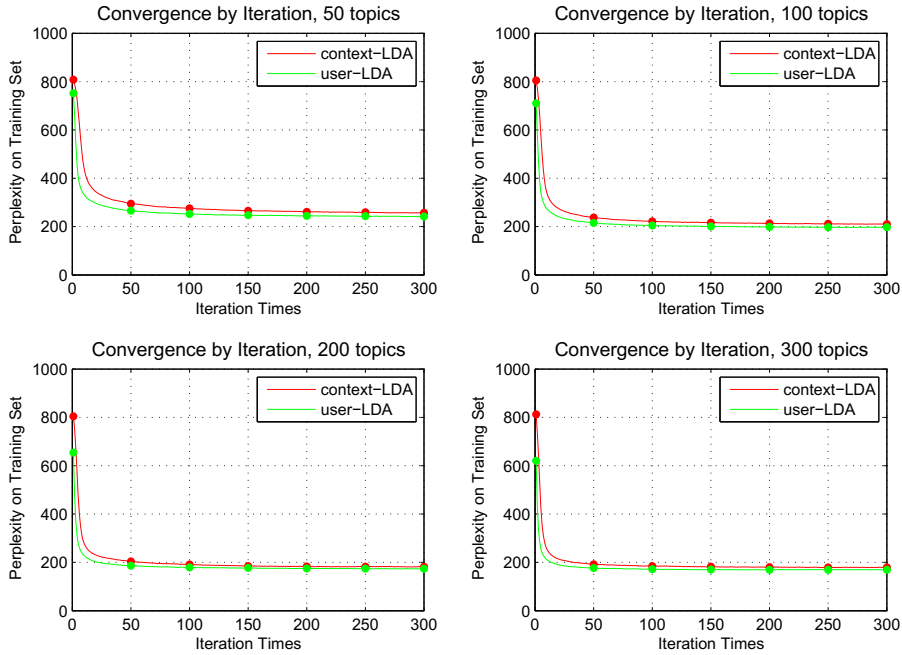 Convergence by Iteration, 50 topics
1000
800
600
400
200
0
Perplexity on Training Set
context−LDA
user−LDA
0 50 100 150 200 250 300
Iteration Times
Convergence by Iteration, 100 topics
1000
800
600
400
200
0
Perplexity on Training Set
context−LDA
user−LDA
0 50 100 150 200 250 300
Iteration Times
Convergence by Iteration, 200 topics
1000
800
600
400
200
0
Perplexity on Training Set
context−LDA
user−LDA
0 50 100 150 200 250 300
Iteration Times
Convergence by Iteration, 300 topics
1000
800
600
400
200
0
Perplexity on Training Set
context−LDA
user−LDA
0 50 100 150 200 250 300
Iteration Times